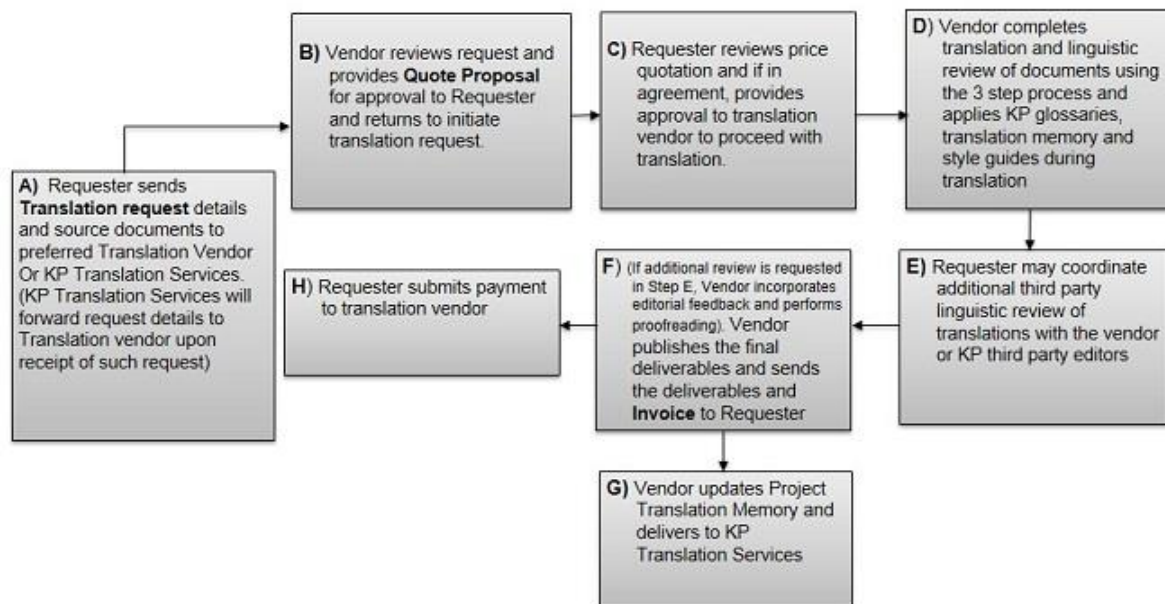 A) Requester sends
Translation request details
and source documents to
preferred Translation Vendor
Or KP Translation Services.
(KP Translation Services will
forward request details to
Translation vendor upon
receipt of such request)
B) Vendor reviews request and
provides Quote Proposal
for approval to Requester
and returns to initiate
translation request.
C) Requester reviews price
quotation and if in
agreement, provides
approval to translation
vendor to proceed with
translation.
D) Vendor completes
translation and linguistic
review of documents using
the 3 step process and
applies KP glossaries,
translation memory and
style guides during
translation
E) Requester may coordinate
additional third party
linguistic review of
translations with the vendor
or KP third party editors
F) (If additional review is requested
in Step E, Vendor incorporates
editorial feedback and performs
proofreading). Vendor
publishes the final
deliverables and sends
the deliverables and
Invoice to Requester
G) Vendor updates Project
Translation Memory and
delivers to KP
Translation Services
H) Requester submits payment
to translation vendor